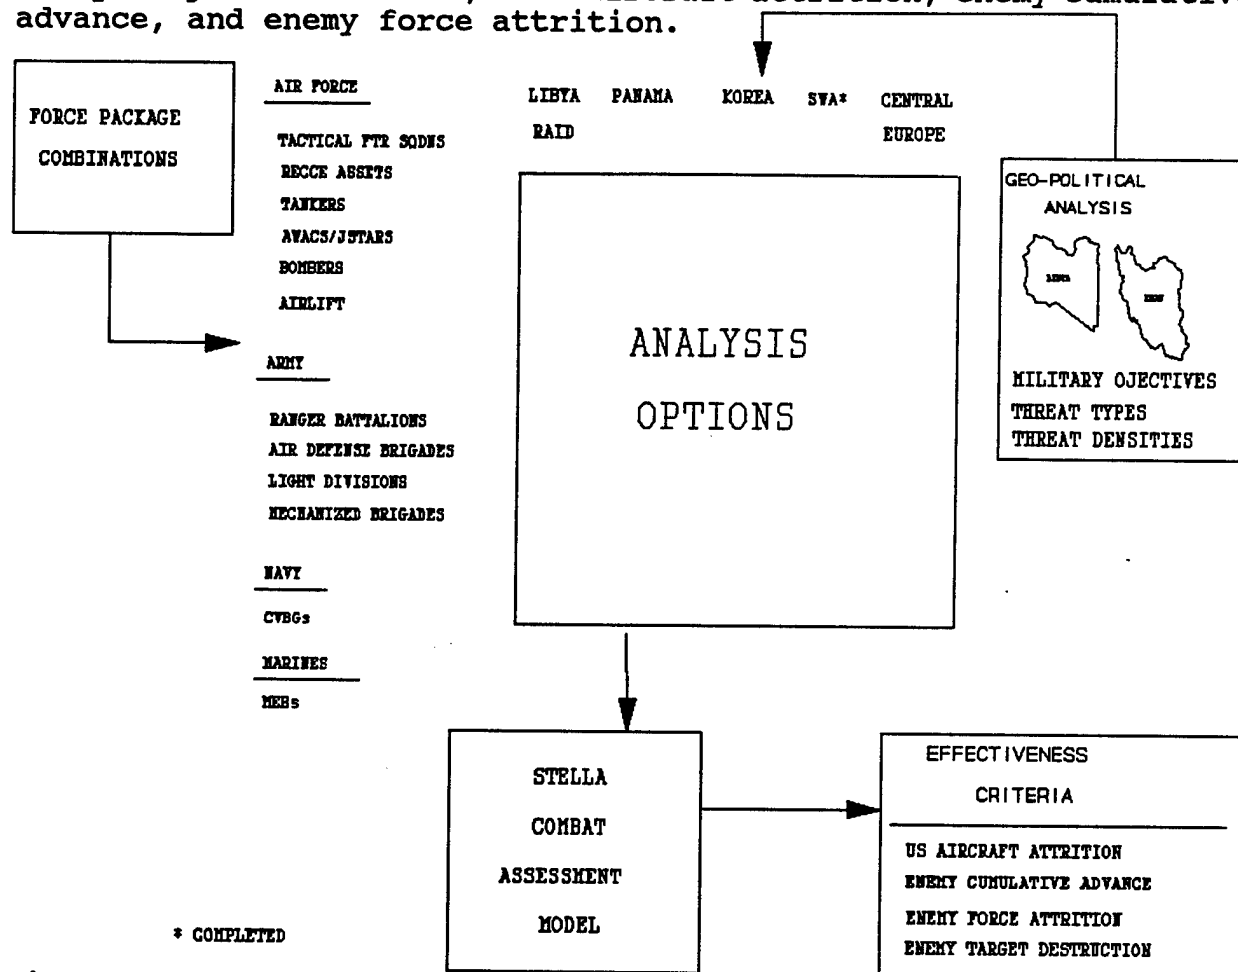 advance, and enemy force attrition.
FORCE PACKAGE
COMBINATIONS
AIR FORCE
TACTICAL FTR SQDNS
RECCE ASSETS
TANKERS
AWACS/JSTARS
BOMBERS
AIRLIFT
ARMY
RANGER BATTALIONS
AIR DEFENSE BRIGADES
LIGHT DIVISIONS
MECHANIZED BRIGADES
NAVY
CVBGs
MARINES
MEBs
LIBYA PANAMA KOREA SWA* CENTRAL
RAID EUROPE
ANALYSIS
OPTIONS
GEO-POLITICAL
ANALYSIS
LIBYA
MILITARY OJECTIVES
THREAT TYPES
THREAT DENSITIES
STELLA
COMBAT
ASSESSMENT
MODEL
EFFECTIVENESS
CRITERIA
US AIRCRAFT ATTRITION
ENEMY CUMULATIVE ADVANCE
ENEMY FORCE ATTRITION
ENEMY TARGET DESTRUCTION
* COMPLETED